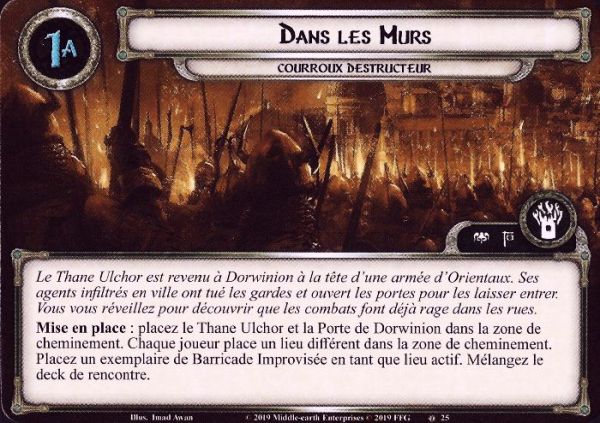 1A
Dans les Murs
Courroux Destructeur
Le Thane Ulchor est revenu à Dorwinion à la tête d'une armée d'Orientaux. Ses
agents infiltrés en ville ont tué les gardes et ouvert les portes pour les laisser entrer.
Vous vous réveillez pour découvrir que les combats font déjà rage dans les rues.
Mise en place : placez le Thane Ulchor et la Porte de Dorwinion dans la zone de
cheminement. Chaque joueur place un lieu différent dans la zone de cheminement.
Placez un exemplaire de Barricade Improvisée en tant que lieu actif. Mélangez le
deck de rencontre.
Illus. Imad Awan © 2019 Middle-earth Enterprises © 2019 FFG 25